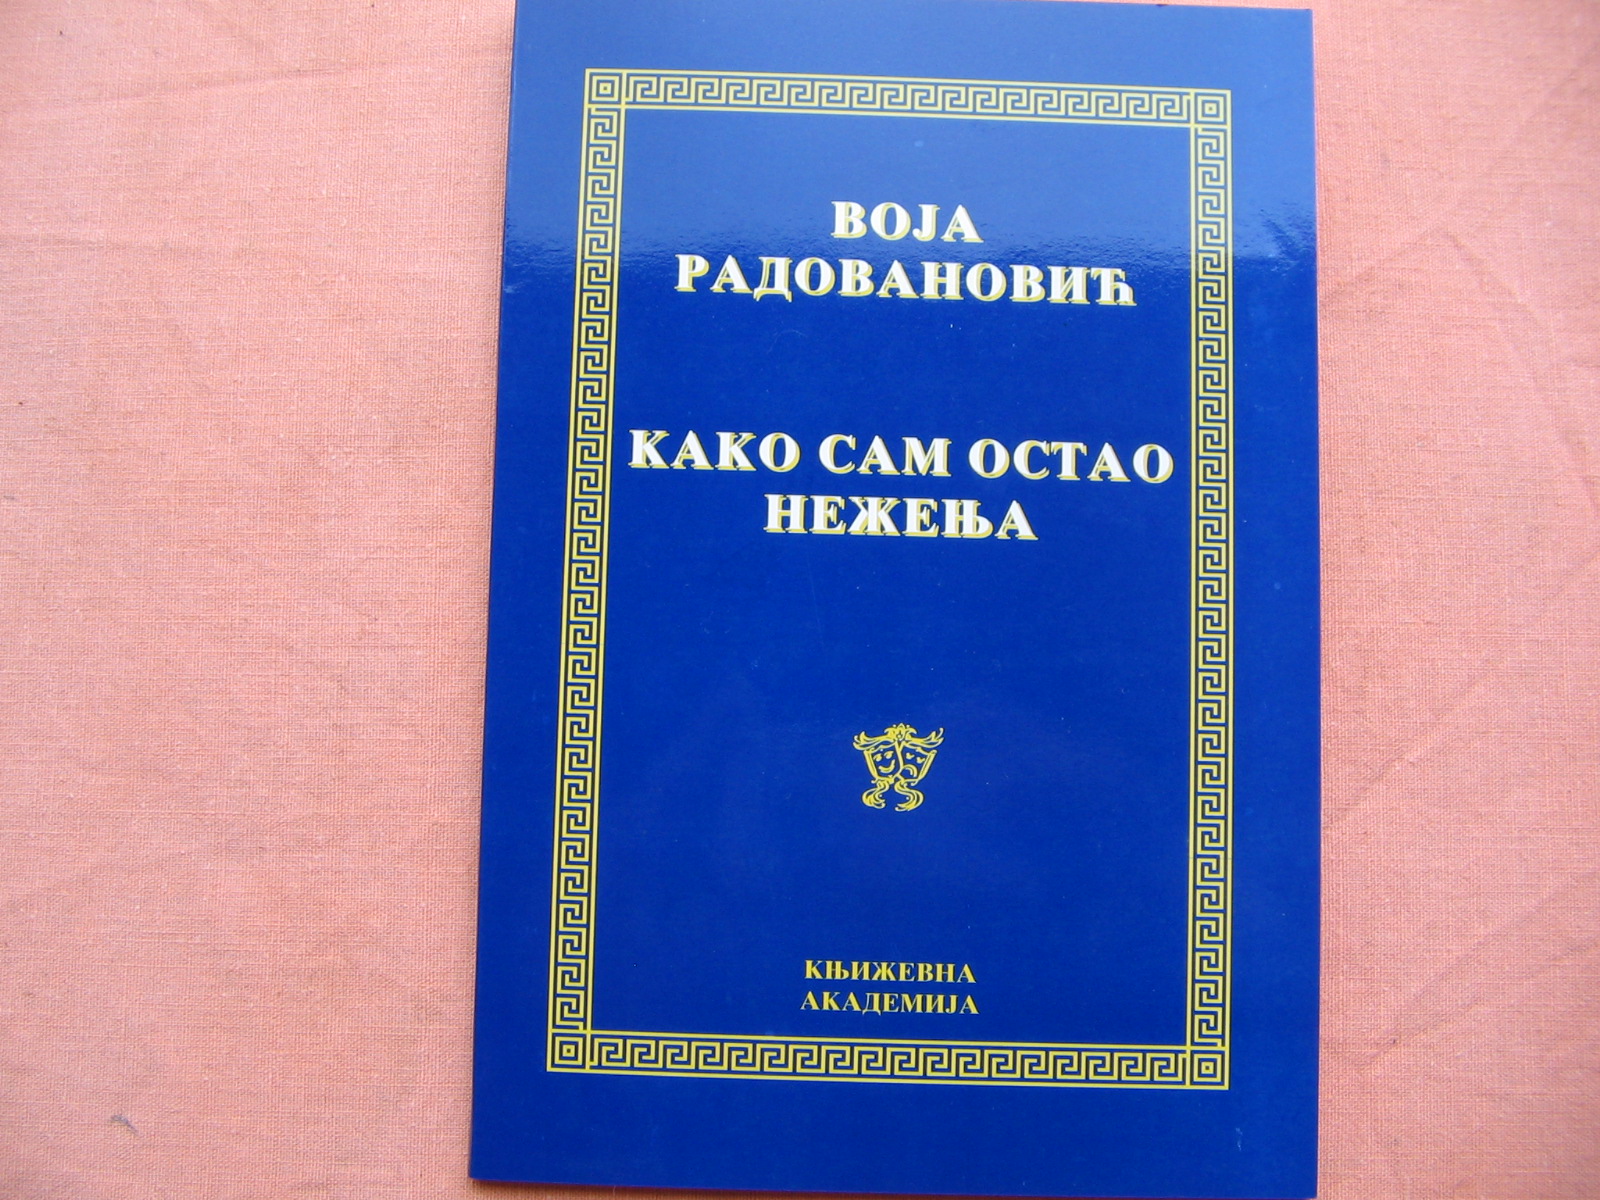 ВОЈА
РАДОВАНОВИЋ
КАКО САМ ОСТАО
НЕЖЕЊА
КЊИЖЕВНА
АКАДЕМИЈА